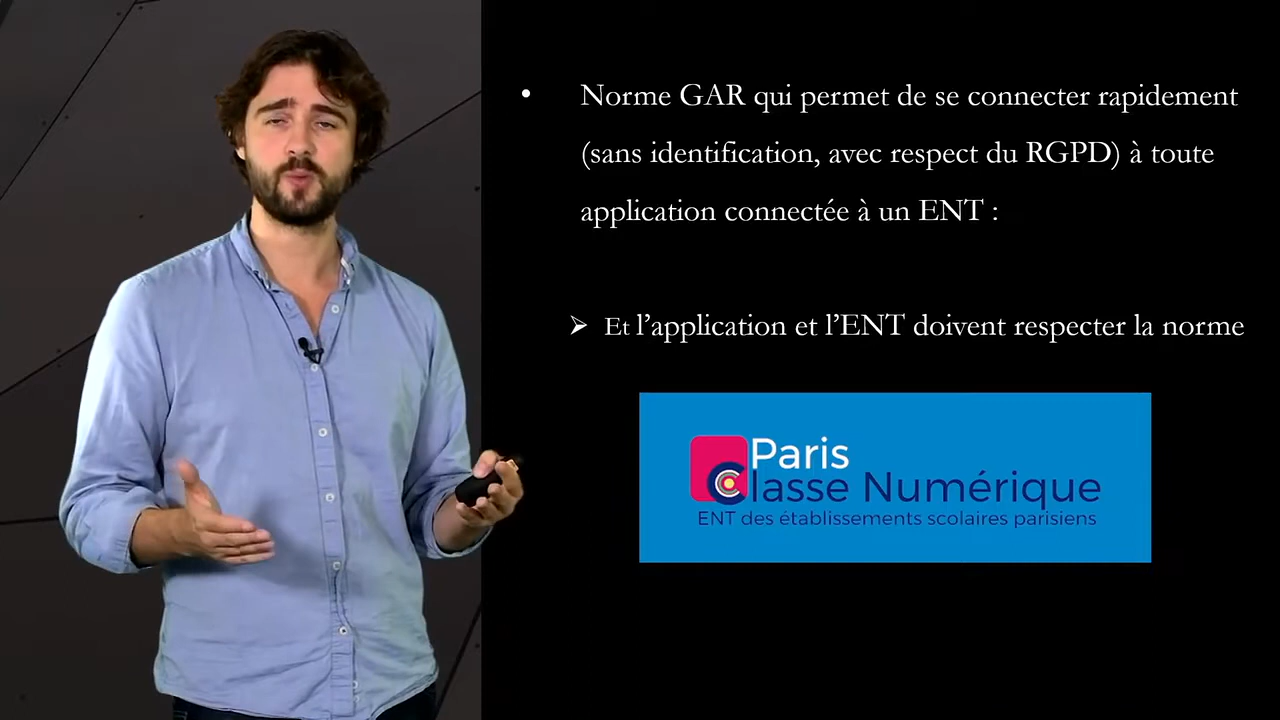 • Norme GAR qui permet de se connecter rapidement
(sans identification, avec respect du RGPD) à toute
application connectée à un ENT :
➢ Et l’application et l’ENT doivent respecter la norme
Paris
Classe Numérique
ENT des établissements scolaires parisiens